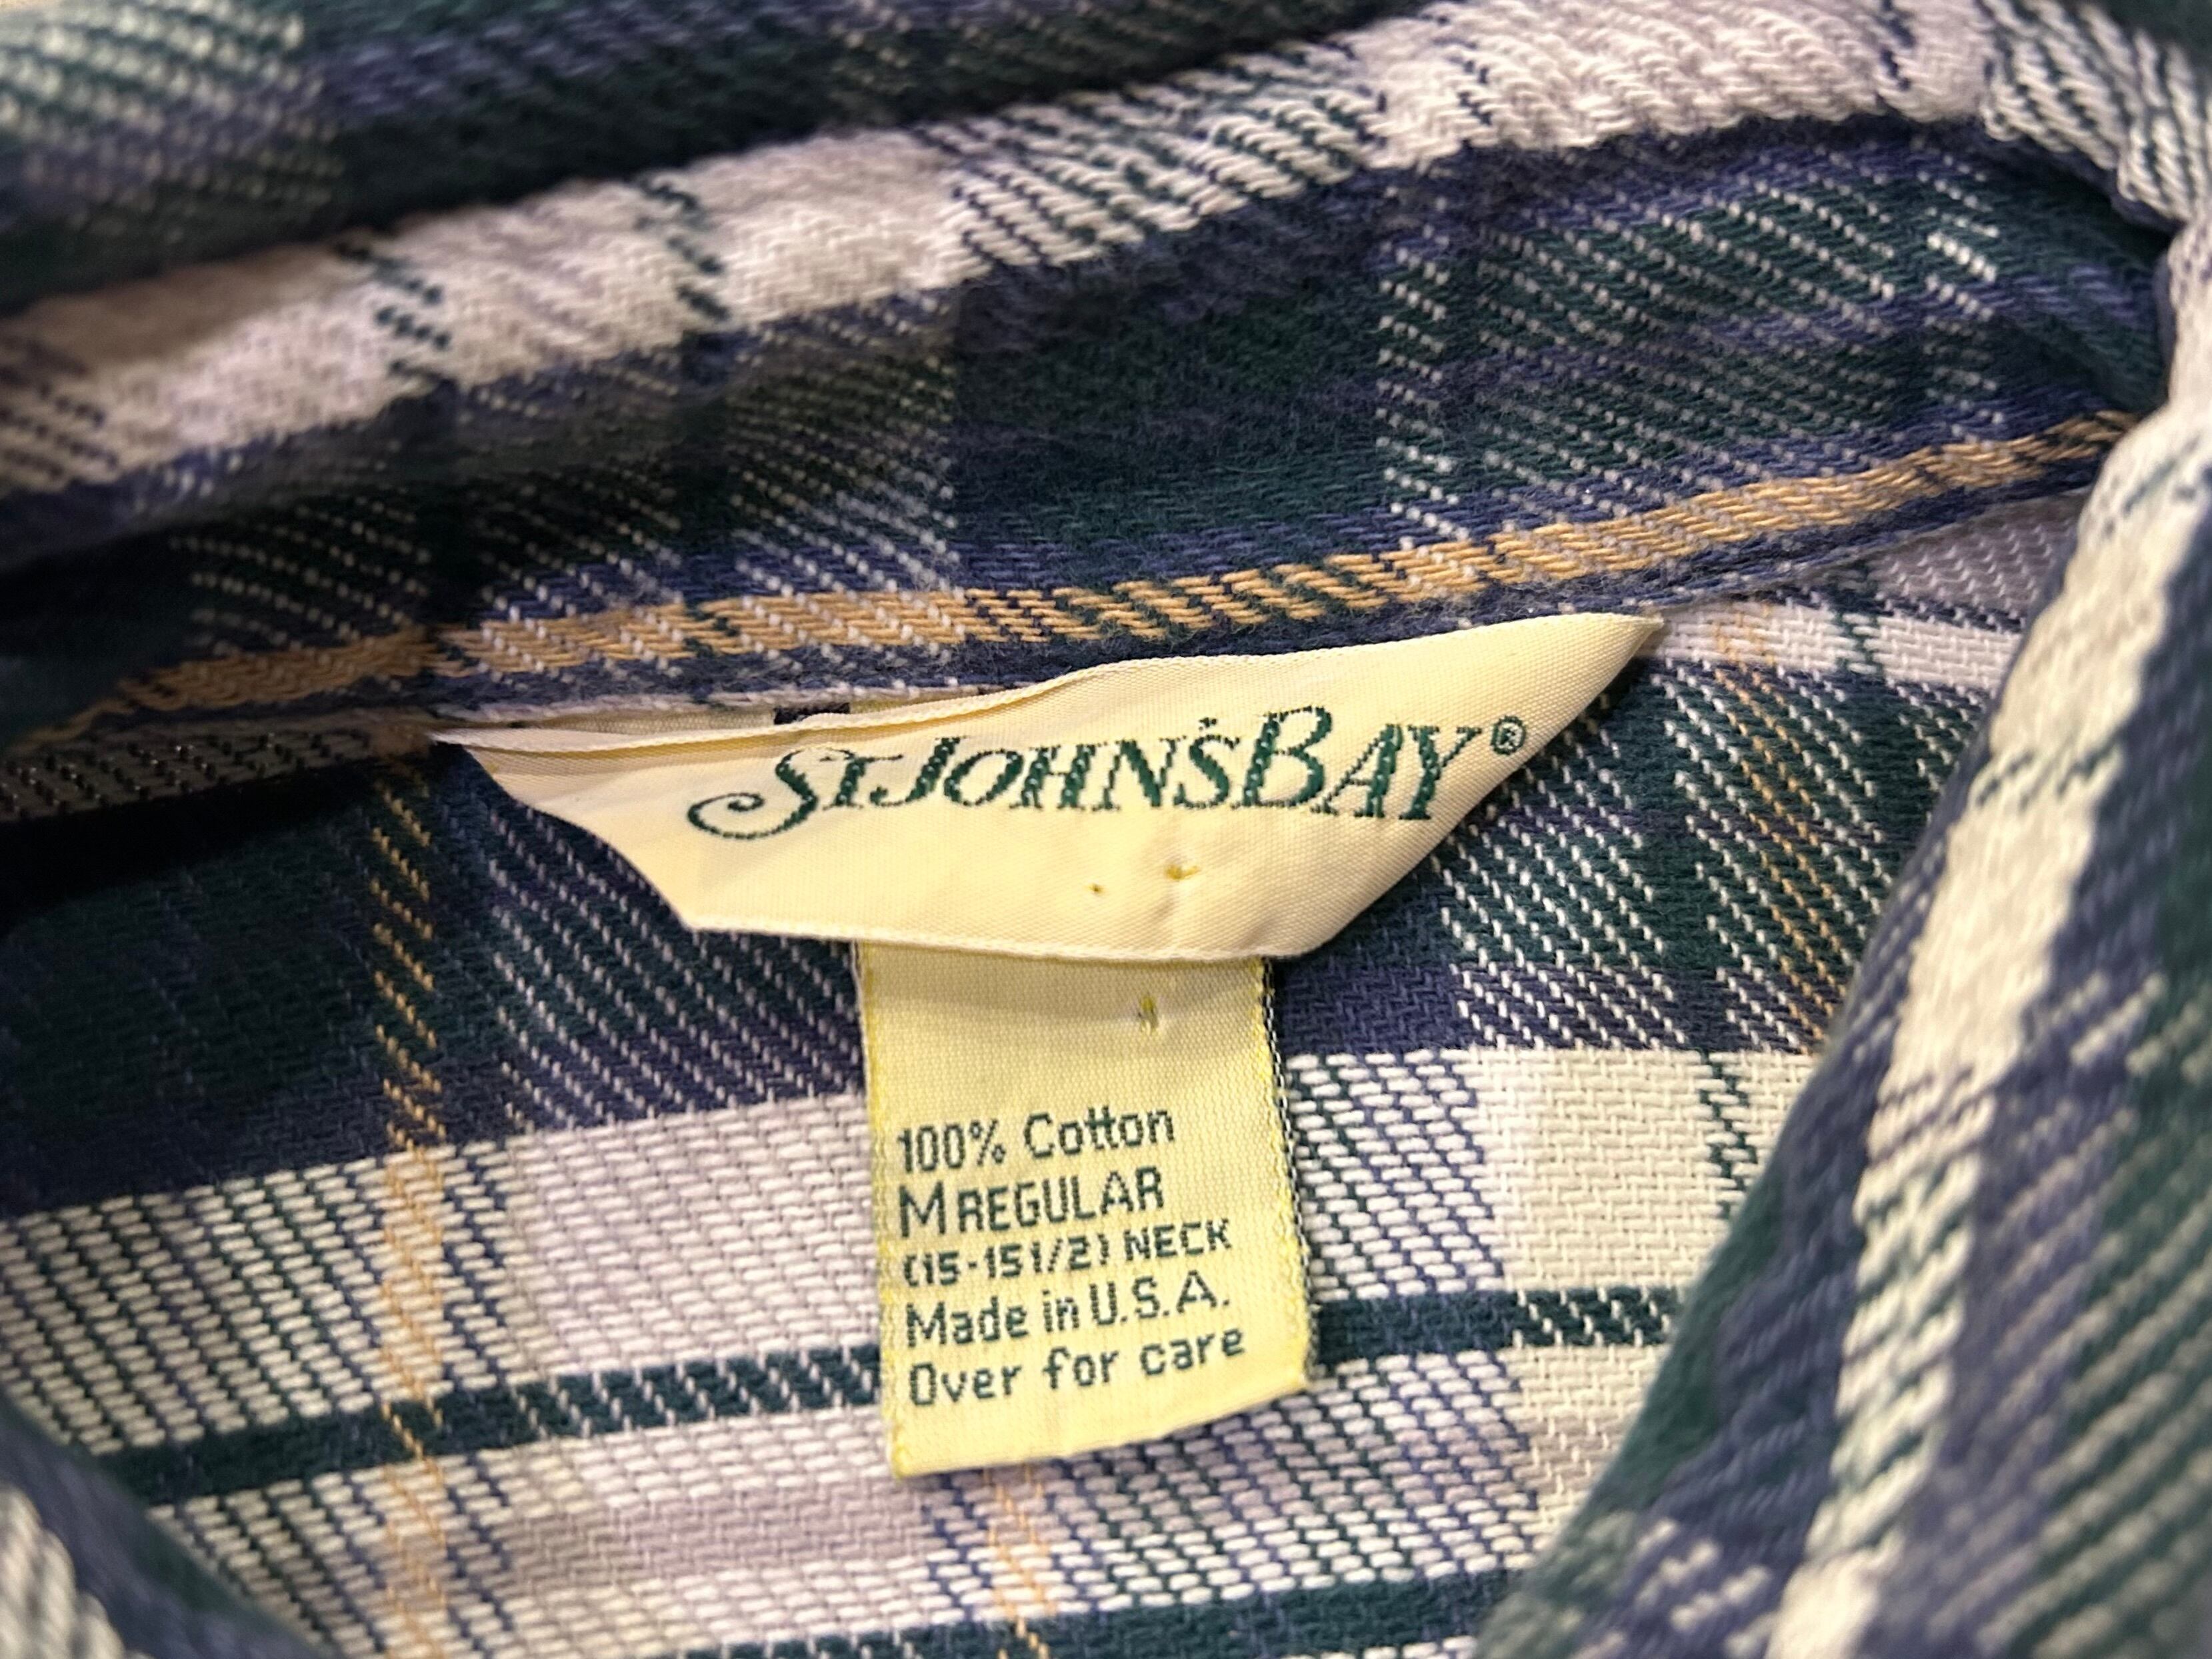 ST. JOHN'S BAY®
100% Cotton
M REGULAR
(15-15 1/2) NECK
Made in U.S.A.
Over for care